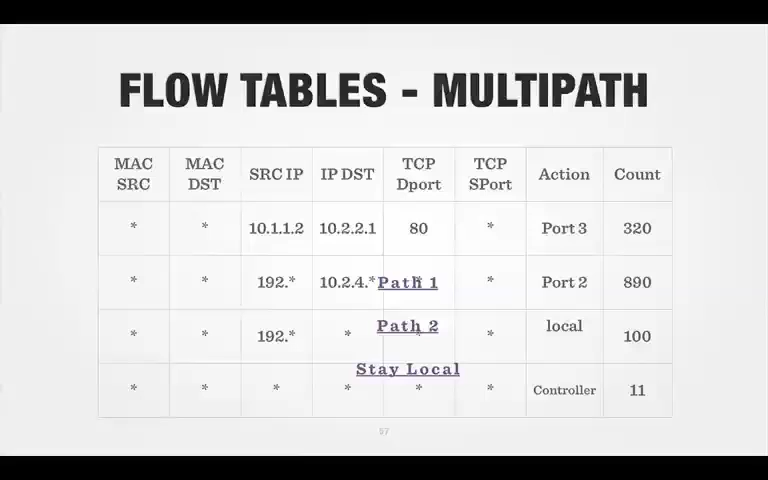 FLOW TABLES - MULTIPATH
MAC SRC MAC DST SRC IP IP DST TCP Dport TCP SPort Action Count
* * 10.1.1.2 10.2.2.1 80 * Port 3 320
* * 192.* 10.2.4.* * * Port 2 890
Path 1
* * 192.* * * * local 100
Path 2
Stay Local
* * * * * * Controller 11
97